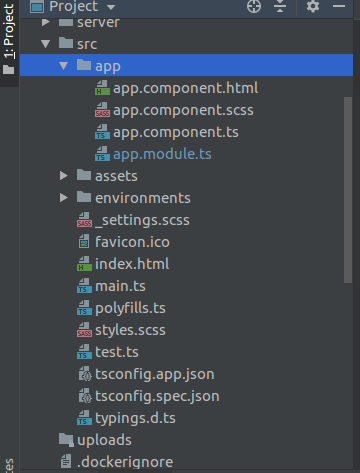 Project
1: Project
server
src
app
app.component.html
app.component.scss
app.component.ts
app.module.ts
assets
environments
_settings.scss
favicon.ico
index.html
main.ts
polyfills.ts
styles.scss
test.ts
tsconfig.app.json
tsconfig.spec.json
typings.d.ts
uploads
.dockerignore